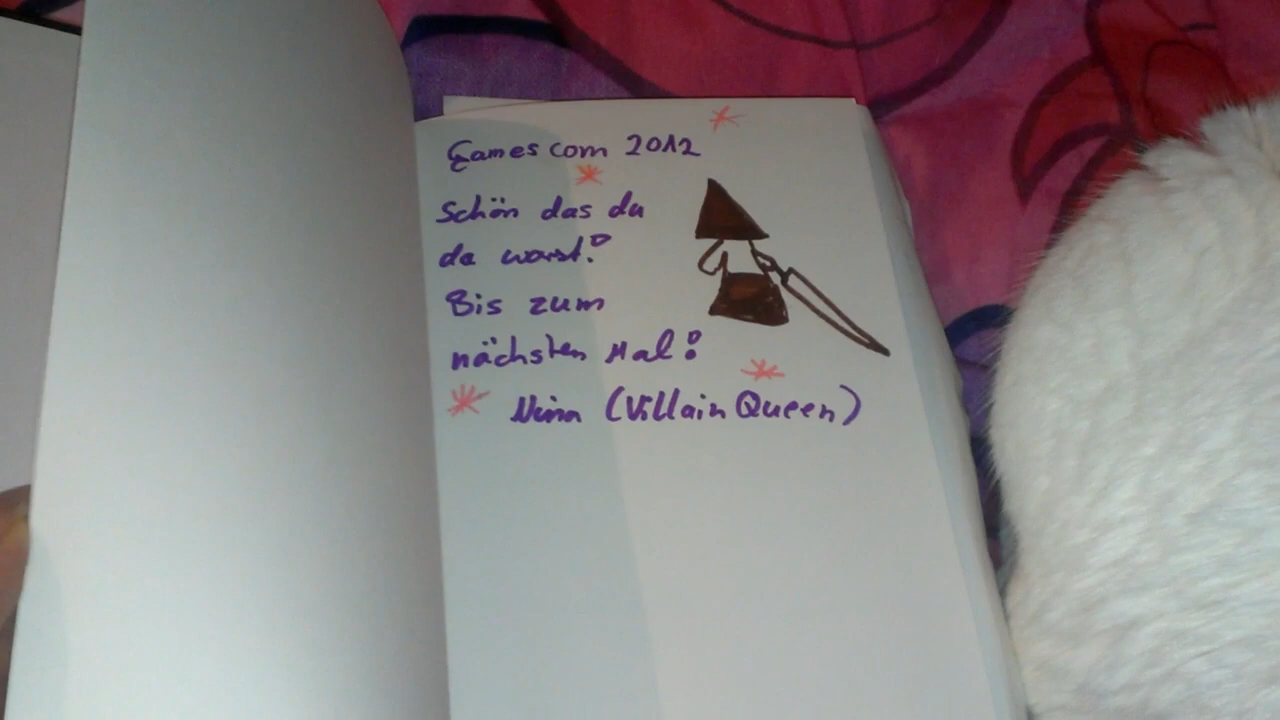 Gamescom 2012
Schön das du
da warst!
Bis zum
nächsten Mal!
Nina (VillainQueen)